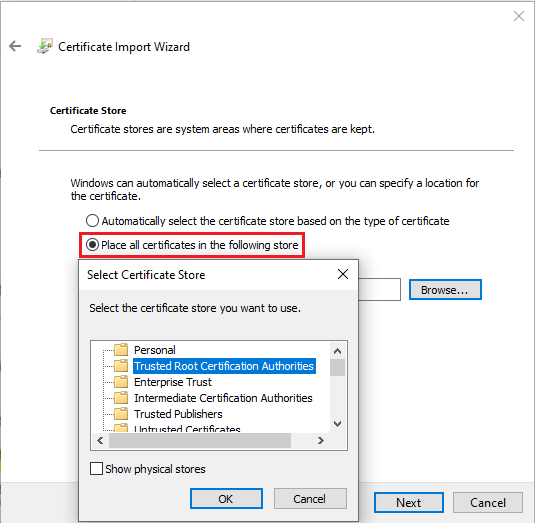 Certificate Import Wizard
Certificate Store
Certificate stores are system areas where certificates are kept.
Windows can automatically select a certificate store, or you can specify a location for
the certificate.
Automatically select the certificate store based on the type of certificate
Place all certificates in the following store
Browse...
Select Certificate Store
Select the certificate store you want to use.
Personal
Trusted Root Certification Authorities
Enterprise Trust
Intermediate Certification Authorities
Trusted Publishers
Untrusted Certificates
Show physical stores
OK
Cancel
Next
Cancel